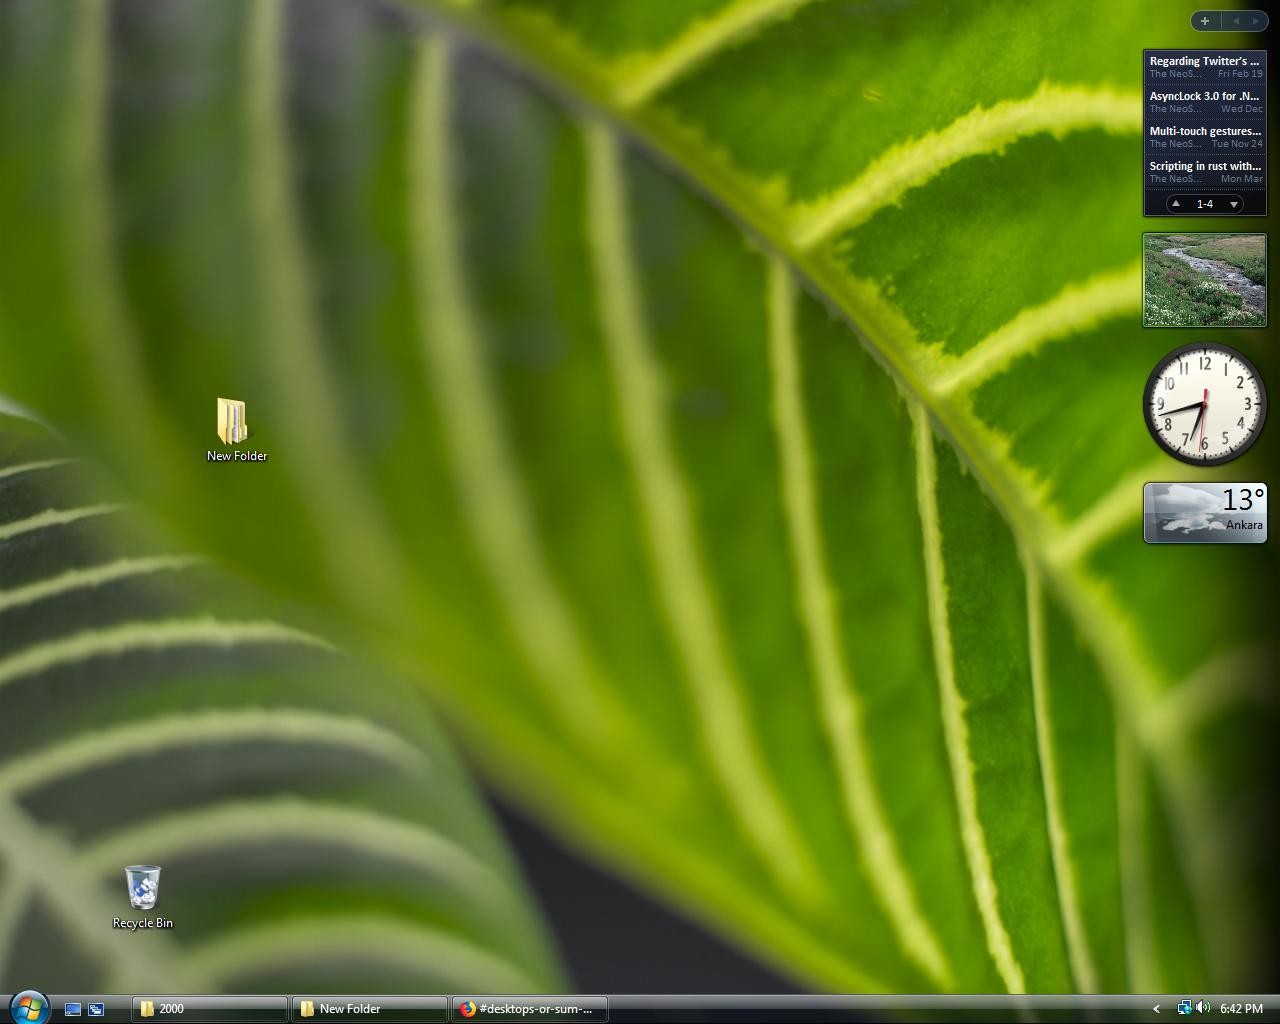 Regarding Twitter's ...
The NeoS... Fri Feb 19
AsyncLock 3.0 for .N...
The NeoS... Wed Dec
Multi-touch gestures...
The NeoS... Tue Nov 24
Scripting in rust with...
The NeoS... Mon Mar
1-4
12
1
2
3
4
5
6
7
8
9
10
11
13°
Ankara
New Folder
Recycle Bin
2000
New Folder
#desktops-or-sum-...
6:42 PM